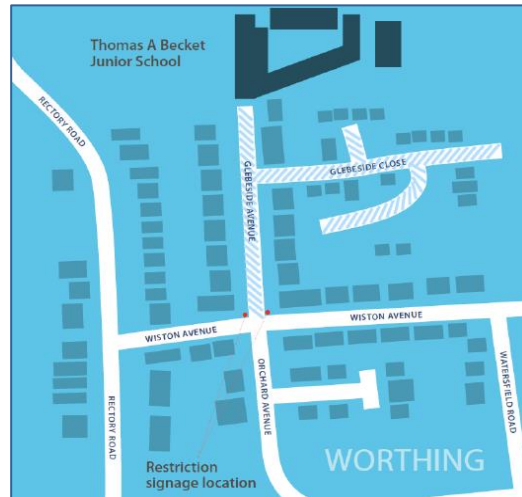 Thomas A Becket
Junior School
RECTORY ROAD
GLEBESIDE AVENUE
GLEBESIDE CLOSE
WISTON AVENUE
WISTON AVENUE
RECTORY ROAD
ORCHARD AVENUE
WATERSFIELD ROAD
Restriction
signage location
WORTHING